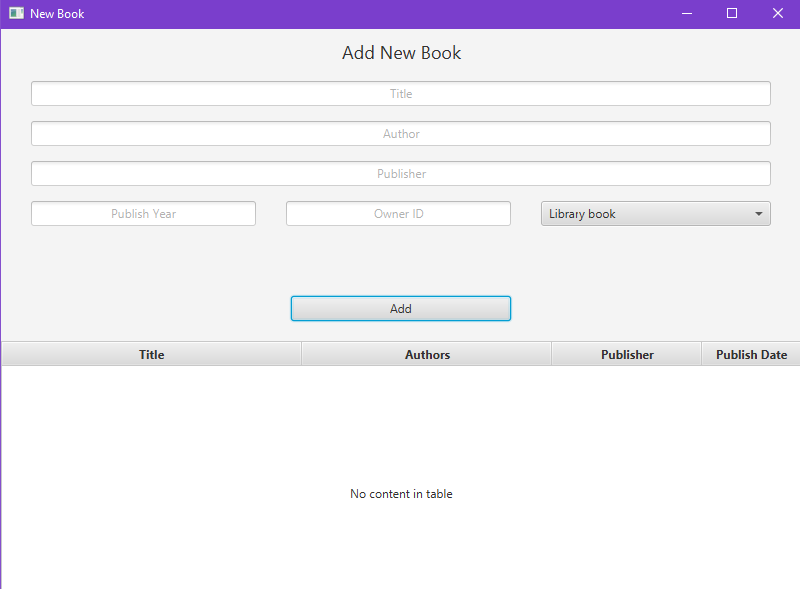 New Book
Add New Book
Title
Author
Publisher
Publish Year Owner ID Library book
Add
Title Authors Publisher Publish Date
No content in table